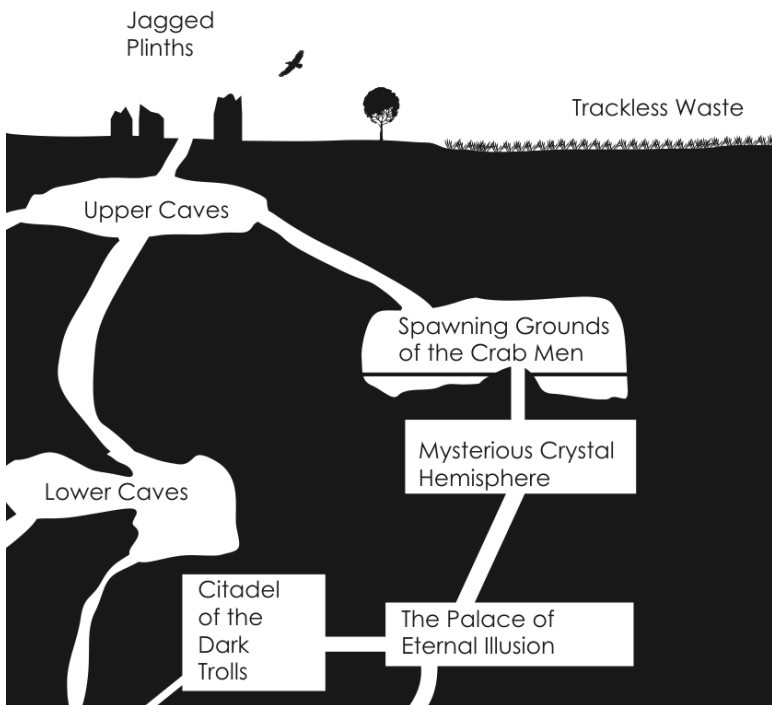 Jagged
Plinths
Trackless Waste
Upper Caves
Spawning Grounds
of the Crab Men
Mysterious Crystal
Hemisphere
Lower Caves
Citadel
of the
Dark
Trolls
The Palace of
Eternal Illusion